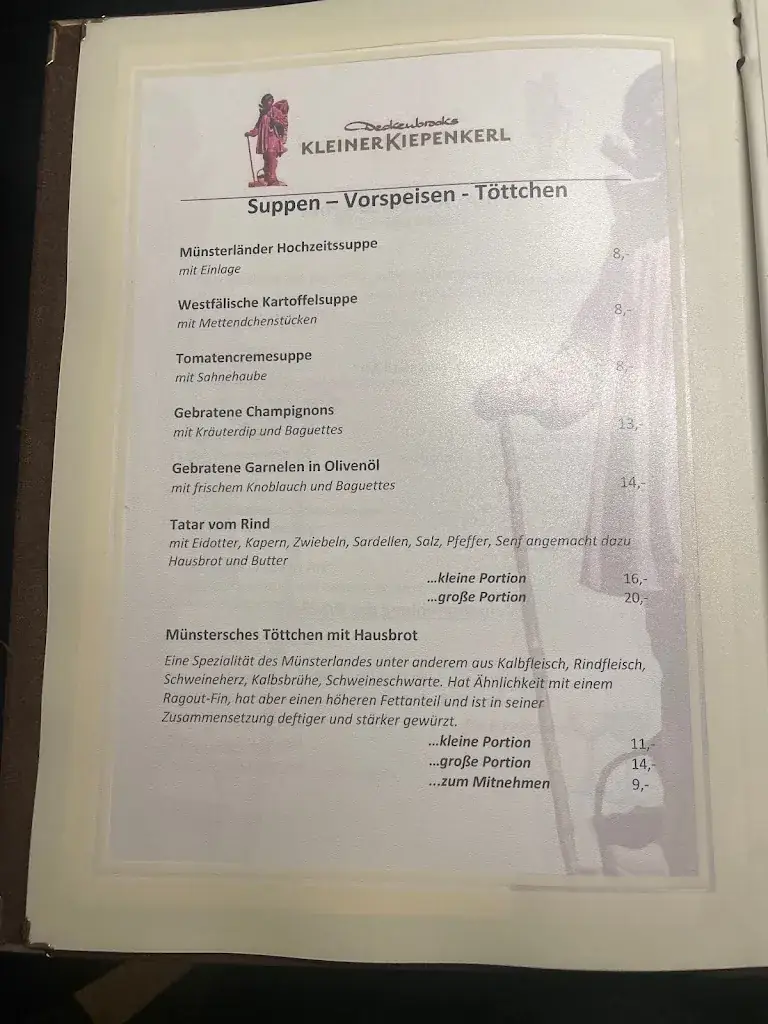 Deckenbrocks
KLEINER KIEPENKERL
Suppen – Vorspeisen - Töttchen
Münsterländer Hochzeitssuppe 8,-
mit Einlage
Westfälische Kartoffelsuppe 8,-
mit Mettendchenstücken
Tomatencremesuppe 8,-
mit Sahnehaube
Gebratene Champignons 13,-
mit Kräuterdip und Baguettes
Gebratene Garnelen in Olivenöl 14,-
mit frischem Knoblauch und Baguettes
Tatar vom Rind
mit Eidotter, Kapern, Zwiebeln, Sardellen, Salz, Pfeffer, Senf angemacht dazu
Hausbrot und Butter
...kleine Portion 16,-
...große Portion 20,-
Münstersches Töttchen mit Hausbrot
Eine Spezialität des Münsterlandes unter anderem aus Kalbfleisch, Rindfleisch,
Schweineherz, Kalbsbrühe, Schweineschwarte. Hat Ähnlichkeit mit einem
Ragout-Fin, hat aber einen höheren Fettanteil und ist in seiner
Zusammensetzung deftiger und stärker gewürzt.
...kleine Portion 11,-
...große Portion 14,-
...zum Mitnehmen 9,-